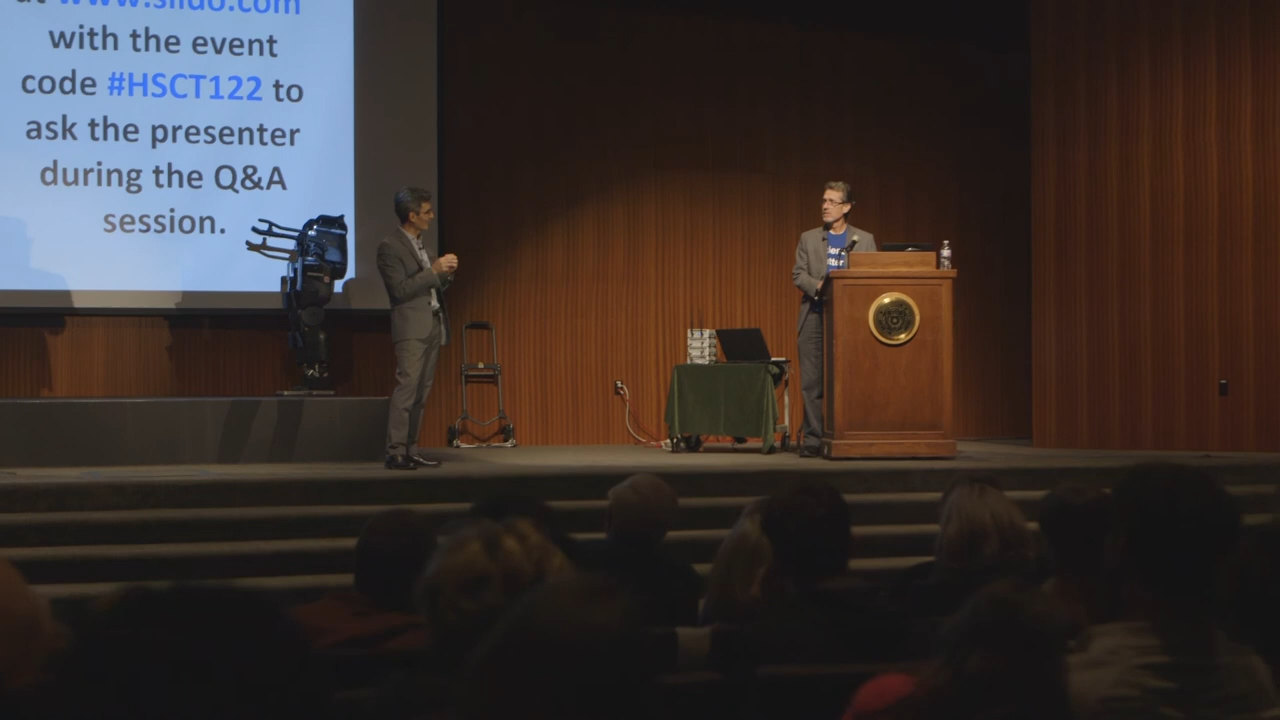 at www.slido.com
with the event
code #HSCT122 to
ask the presenter
during the Q&A
session.